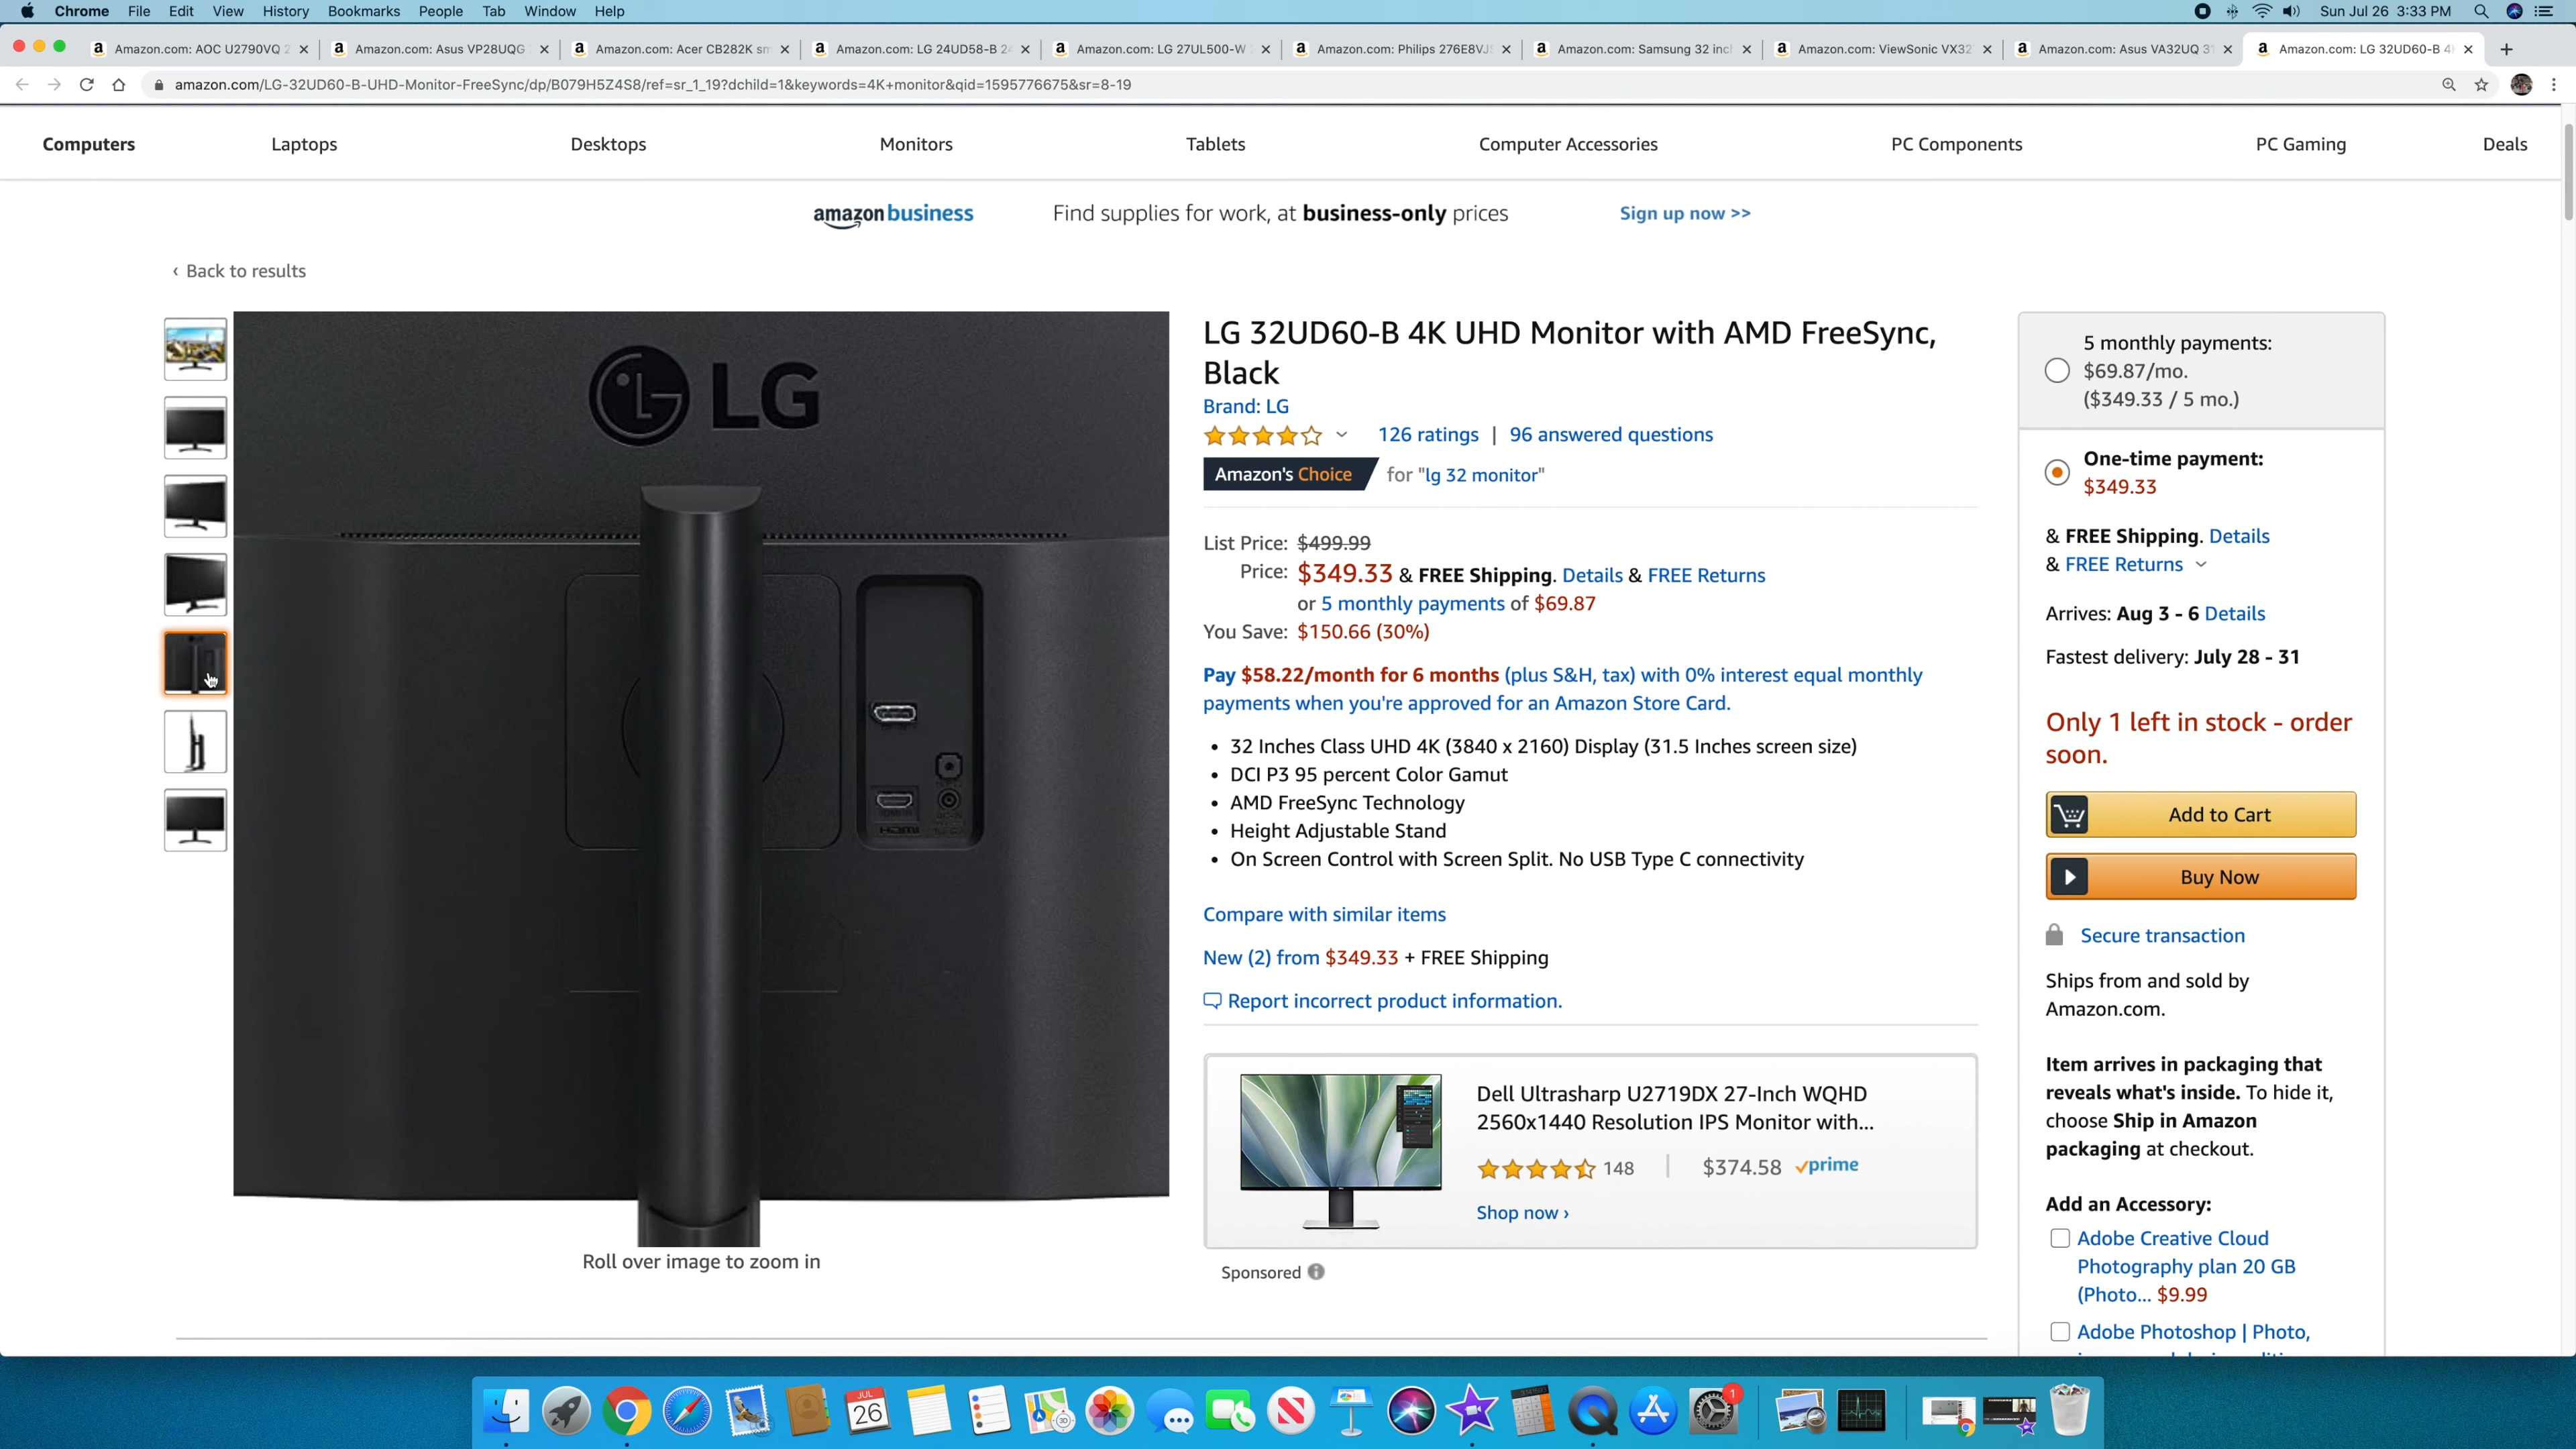 Chrome File Edit View History Bookmarks People Tab Window Help
Sun Jul 26 3:33 PM
Amazon.com: AOC U2790VQ 2
Amazon.com: Asus VP28UQG
Amazon.com: Acer CB282K sm
Amazon.com: LG 24UD58-B 24
Amazon.com: LG 27UL500-W
Amazon.com: Philips 276E8VJS
Amazon.com: Samsung 32 inc
Amazon.com: ViewSonic VX32
Amazon.com: Asus VA32UQ 31
Amazon.com: LG 32UD60-B 4
amazon.com/LG-32UD60-B-UHD-Monitor-FreeSync/dp/B079H5Z4S8/ref=sr_1_19?dchild=1&keywords=4K+monitor&qid=1595776675&sr=8-19
Computers Laptops Desktops Monitors Tablets Computer Accessories PC Components PC Gaming Deals
amazon business Find supplies for work, at business-only prices Sign up now >>
‹ Back to results
LG
HDMI
Roll over image to zoom in
LG 32UD60-B 4K UHD Monitor with AMD FreeSync,
Black
Brand: LG
126 ratings | 96 answered questions
Amazon's Choice for "lg 32 monitor"
List Price: $499.99
Price: $349.33 & FREE Shipping. Details & FREE Returns
or 5 monthly payments of $69.87
You Save: $150.66 (30%)
Pay $58.22/month for 6 months (plus S&H, tax) with 0% interest equal monthly
payments when you're approved for an Amazon Store Card.
• 32 Inches Class UHD 4K (3840 x 2160) Display (31.5 Inches screen size)
• DCI P3 95 percent Color Gamut
• AMD FreeSync Technology
• Height Adjustable Stand
• On Screen Control with Screen Split. No USB Type C connectivity
Compare with similar items
New (2) from $349.33 + FREE Shipping
Report incorrect product information.
Dell Ultrasharp U2719DX 27-Inch WQHD
2560x1440 Resolution IPS Monitor with...
148 | $374.58 prime
Shop now ›
Sponsored
5 monthly payments:
$69.87/mo.
($349.33 / 5 mo.)
One-time payment:
$349.33
& FREE Shipping. Details
& FREE Returns
Arrives: Aug 3 - 6 Details
Fastest delivery: July 28 - 31
Only 1 left in stock - order
soon.
Add to Cart
Buy Now
Secure transaction
Ships from and sold by
Amazon.com.
Item arrives in packaging that
reveals what's inside. To hide it,
choose Ship in Amazon
packaging at checkout.
Add an Accessory:
Adobe Creative Cloud
Photography plan 20 GB
(Photo... $9.99
Adobe Photoshop | Photo,
JUL
26
3D
1